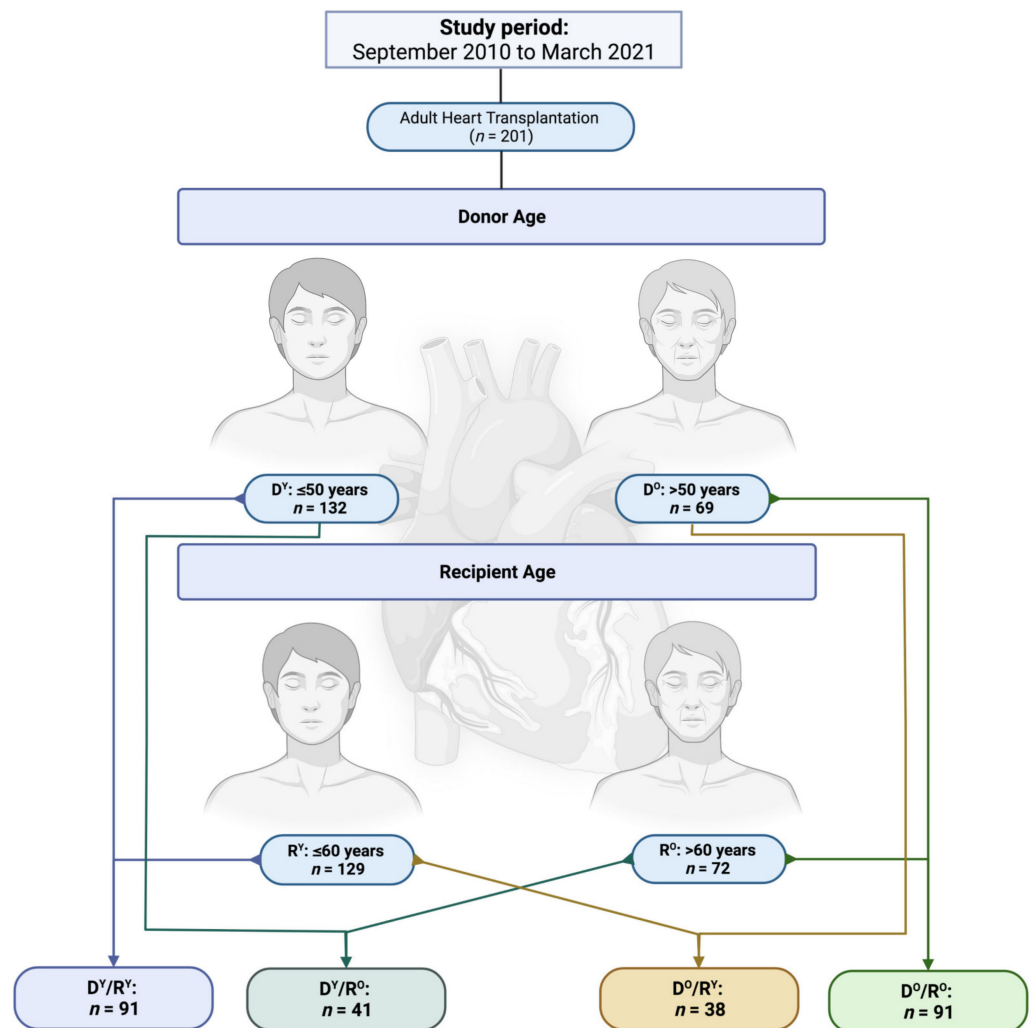 Study period:
September 2010 to March 2021
Adult Heart Transplantation
(n = 201)
Donor Age
Dʸ: ≤50 years
n = 132
Dᴼ: >50 years
n = 69
Recipient Age
Rʸ: ≤60 years
n = 129
Rᴼ: >60 years
n = 72
Dʸ/Rʸ:
n = 91
Dʸ/Rᴼ:
n = 41
Dᴼ/Rʸ:
n = 38
Dᴼ/Rᴼ:
n = 91